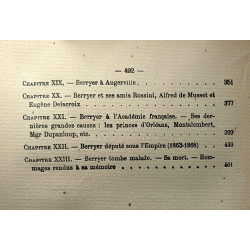 — 492 —
CHAPITRE XIX. — Berryer à Augerville. . . . . . . . . 351
CHAPITRE XX. — Berryer et ses amis Rossini, Alfred de Musset et
Eugène Delacroix . . . . . . . . . 377
CHAPITRE XXI. — Berryer à l'Académie française. — Ses der-
nières grandes causes : les princes d'Orléans, Montalembert,
Mgr Dupanloup, etc. . . . . . . . . 399
CHAPITRE XXII. — Berryer député sous l'Empire (1863-1868) 433
CHAPITRE XXIII. — Berryer tombe malade. — Sa mort. — Hom-
mages rendus à sa mémoire . . . . . . . . . 461